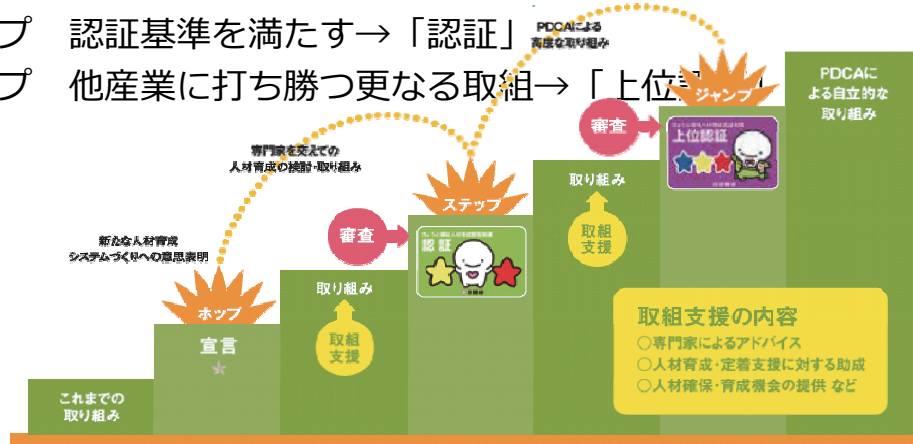 プ 認証基準を満たす→「認証」
プ 他産業に打ち勝つ更なる取組→「上位
PDCAによる
高度な取り組み
ジャンプ
PDCAに
よる自立的な
取り組み
審査
上位認証
専門家を交えての
人材育成の検討・取り組み
ステップ
取り組み
審査
認証
取組
支援
新たな人材育成
システムづくりへの意思表明
ホップ
取り組み
宣言
取組
支援
取組支援の内容
○専門家によるアドバイス
○人材育成・定着支援に対する助成
○人材確保・育成機会の提供 など
これまでの
取り組み